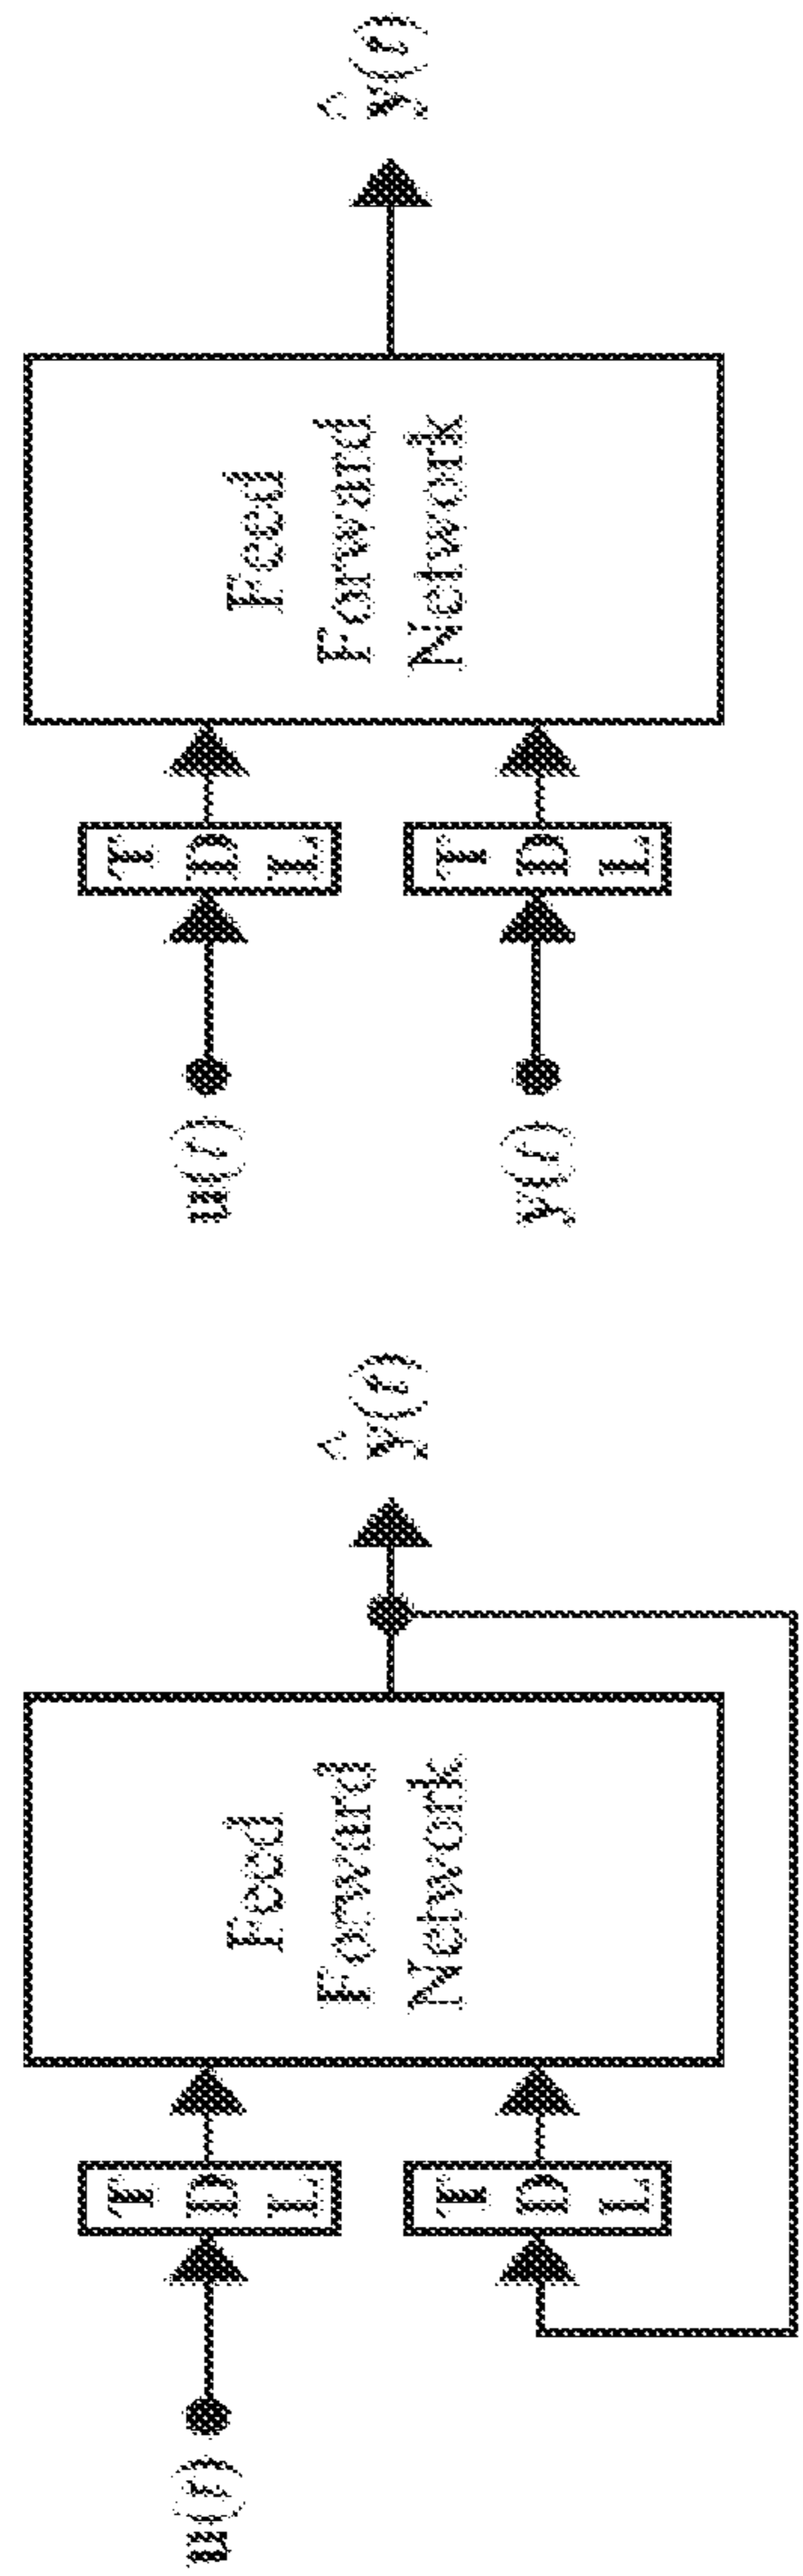 u(t)
T
D
L
T
D
L
Feed
Forward
Network
ŷ(t)
u(t)
y(t)
T
D
L
T
D
L
Feed
Forward
Network
ŷ(t)